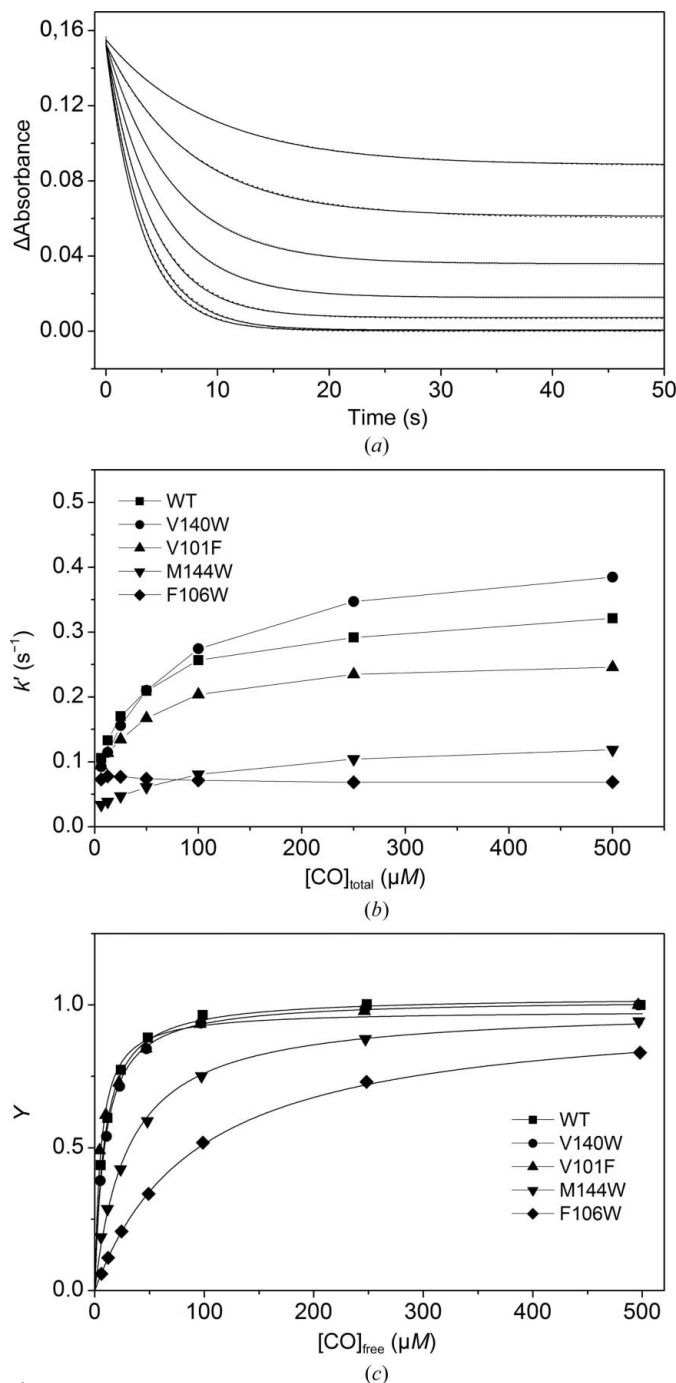 0,16
0.12
0.08
0.04
0.00
ΔAbsorbance
0 10 20 30 40 50
Time (s)
(a)
0.5
0.4
0.3
0.2
0.1
0.0
k′ (s⁻¹)
WT
V140W
V101F
M144W
F106W
0 100 200 300 400 500
[CO]total (µM)
(b)
1.0
0.5
0.0
Y
WT
V140W
V101F
M144W
F106W
0 100 200 300 400 500
[CO]free (µM)
(c)